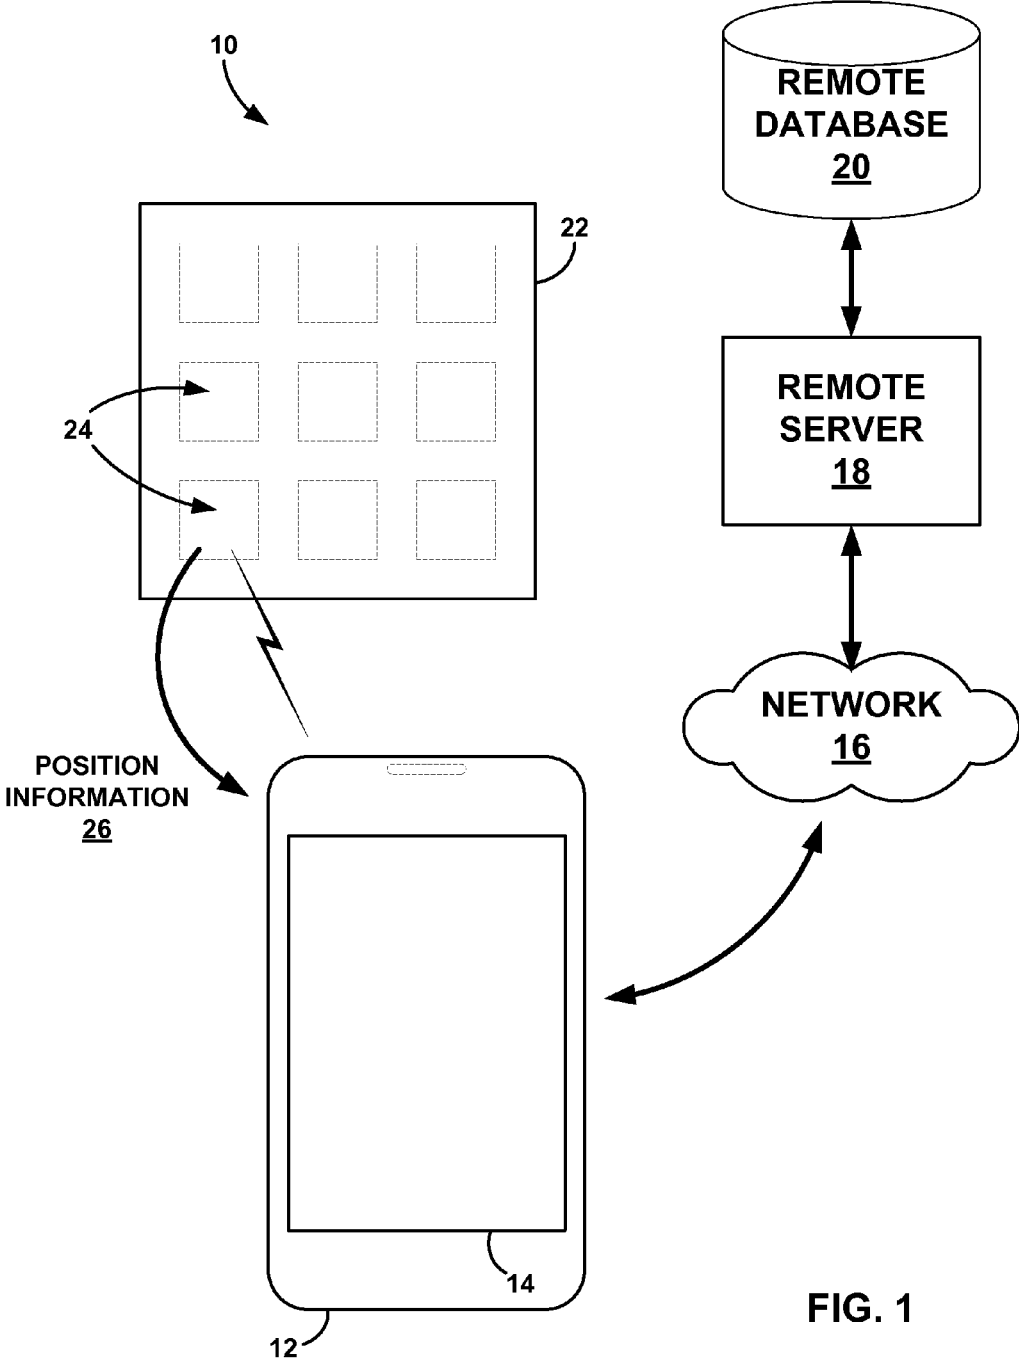 10
REMOTE
DATABASE
20
22
24
REMOTE
SERVER
18
NETWORK
16
POSITION
INFORMATION
26
14
12
FIG. 1